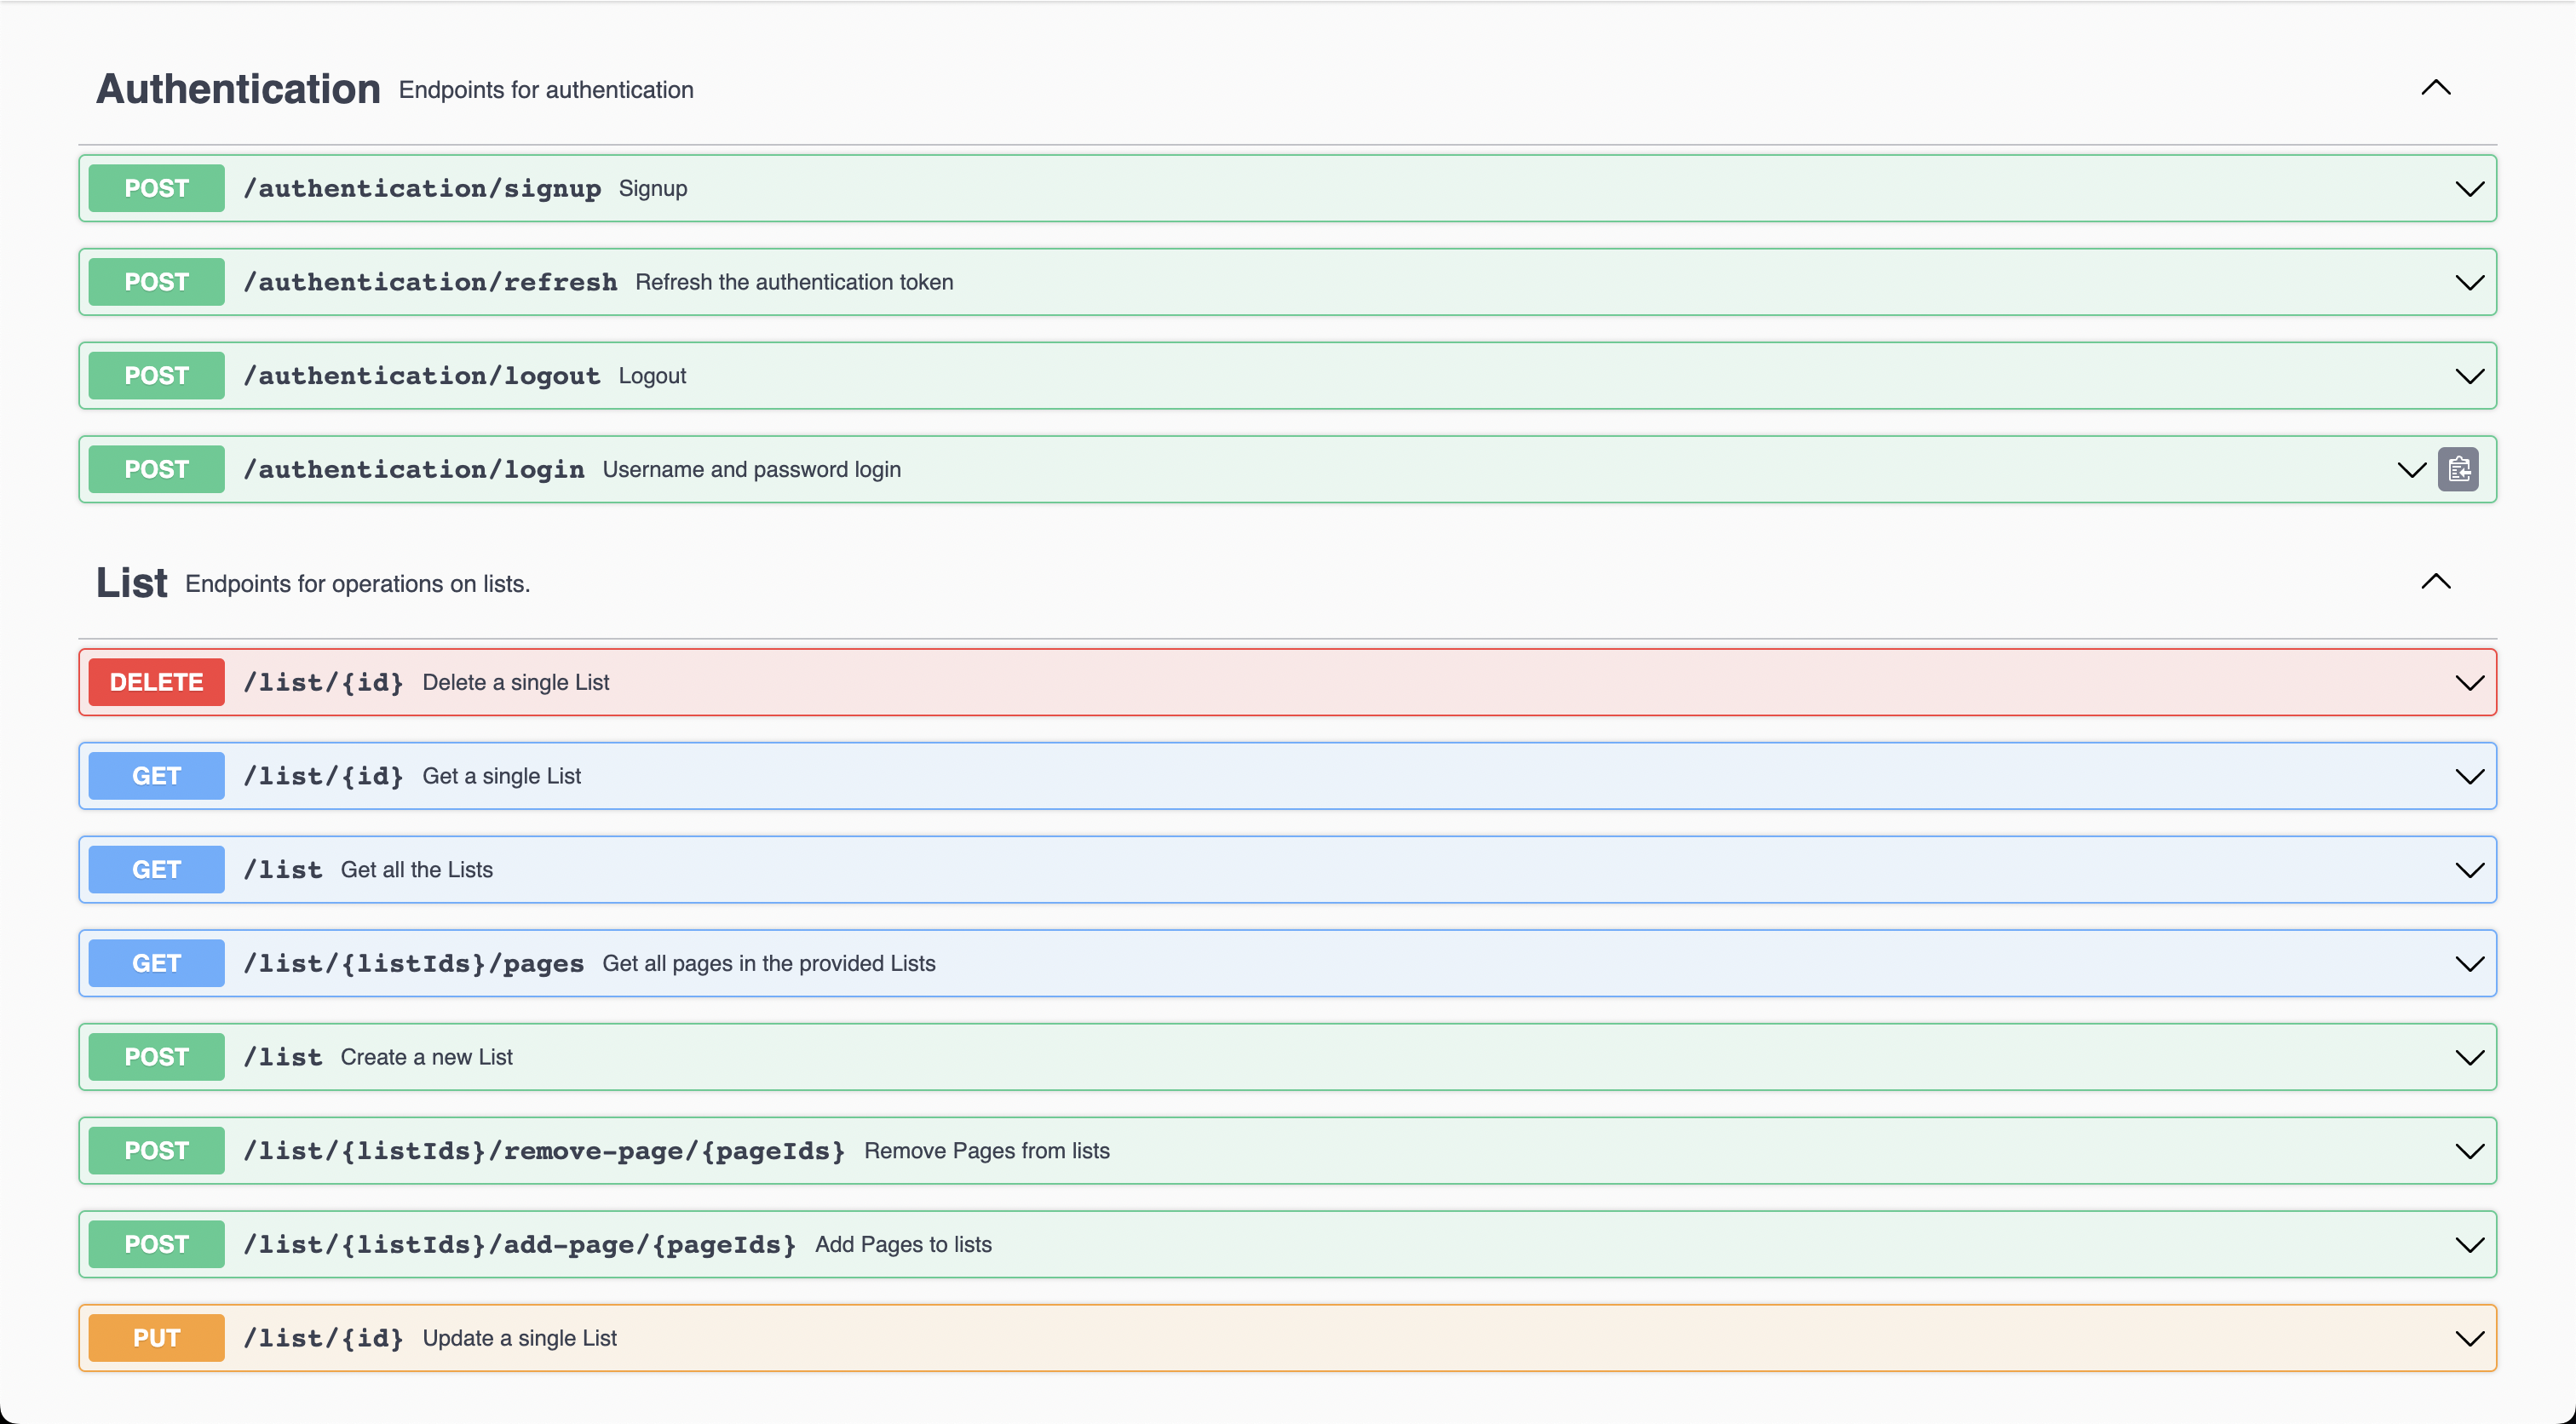 Authentication Endpoints for authentication
POST /authentication/signup Signup
POST /authentication/refresh Refresh the authentication token
POST /authentication/logout Logout
POST /authentication/login Username and password login
List Endpoints for operations on lists.
DELETE /list/{id} Delete a single List
GET /list/{id} Get a single List
GET /list Get all the Lists
GET /list/{listIds}/pages Get all pages in the provided Lists
POST /list Create a new List
POST /list/{listIds}/remove-page/{pageIds} Remove Pages from lists
POST /list/{listIds}/add-page/{pageIds} Add Pages to lists
PUT /list/{id} Update a single List